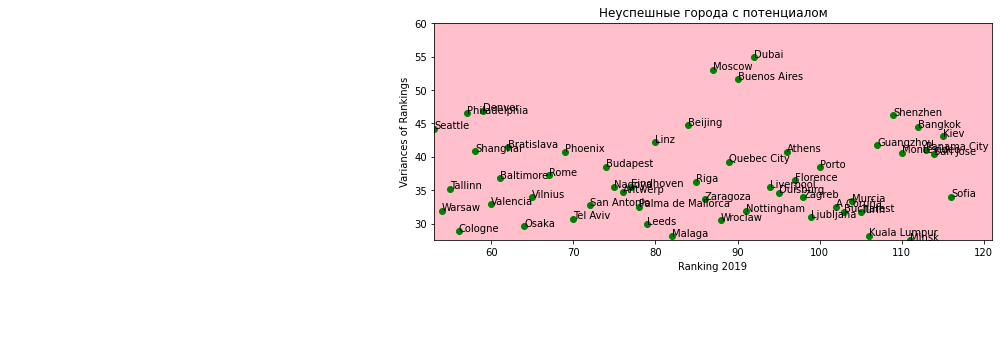 Неуспешные города с потенциалом
60
Dubai
55
Moscow
Buenos Aires
50
Denver
Philadelphia
Shenzhen
45
Beijing
Bangkok
Seattle
Kiev
Linz
Guangzhou
Bratislava
Panama City
Shanghai
Phoenix
Athens
San Jose
40
Quebec City
Budapest
Porto
Rome
Baltimore
Florence
Riga
Eindhoven
Liverpool
35
Tallinn
Antwerp
Duisburg
Vilnius
Zaragoza
Zagreb
Sofia
Murcia
Valencia
San Antonio
Palma de Mallorca
Warsaw
Nottingham
Bucharest
Tel Aviv
Wroclaw
Ljubljana
30
Osaka
Leeds
Cologne
Malaga
Kuala Lumpur
Minsk
Variances of Rankings
60
70
80
90
100
110
120
Ranking 2019